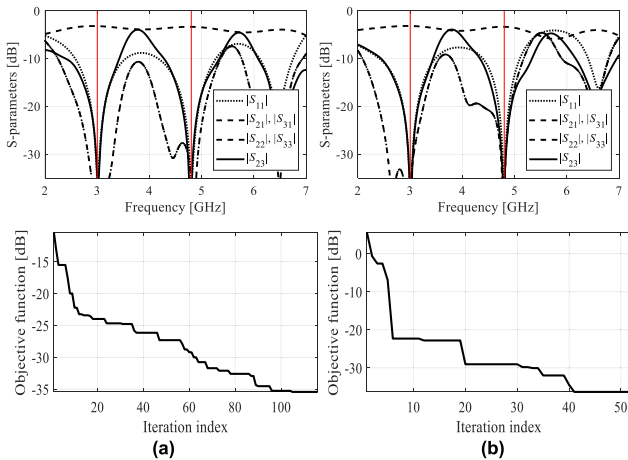 0
-10
-20
-30
S-parameters [dB]
2
3
4
5
6
7
Frequency [GHz]
|S11|
|S21|, |S31|
|S22|, |S33|
|S23|
0
-10
-20
-30
S-parameters [dB]
2
3
4
5
6
7
Frequency [GHz]
|S11|
|S21|, |S31|
|S22|, |S33|
|S23|
-15
-20
-25
-30
-35
Objective function [dB]
20
40
60
80
100
Iteration index
(a)
0
-10
-20
-30
Objective function [dB]
10
20
30
40
50
Iteration index
(b)